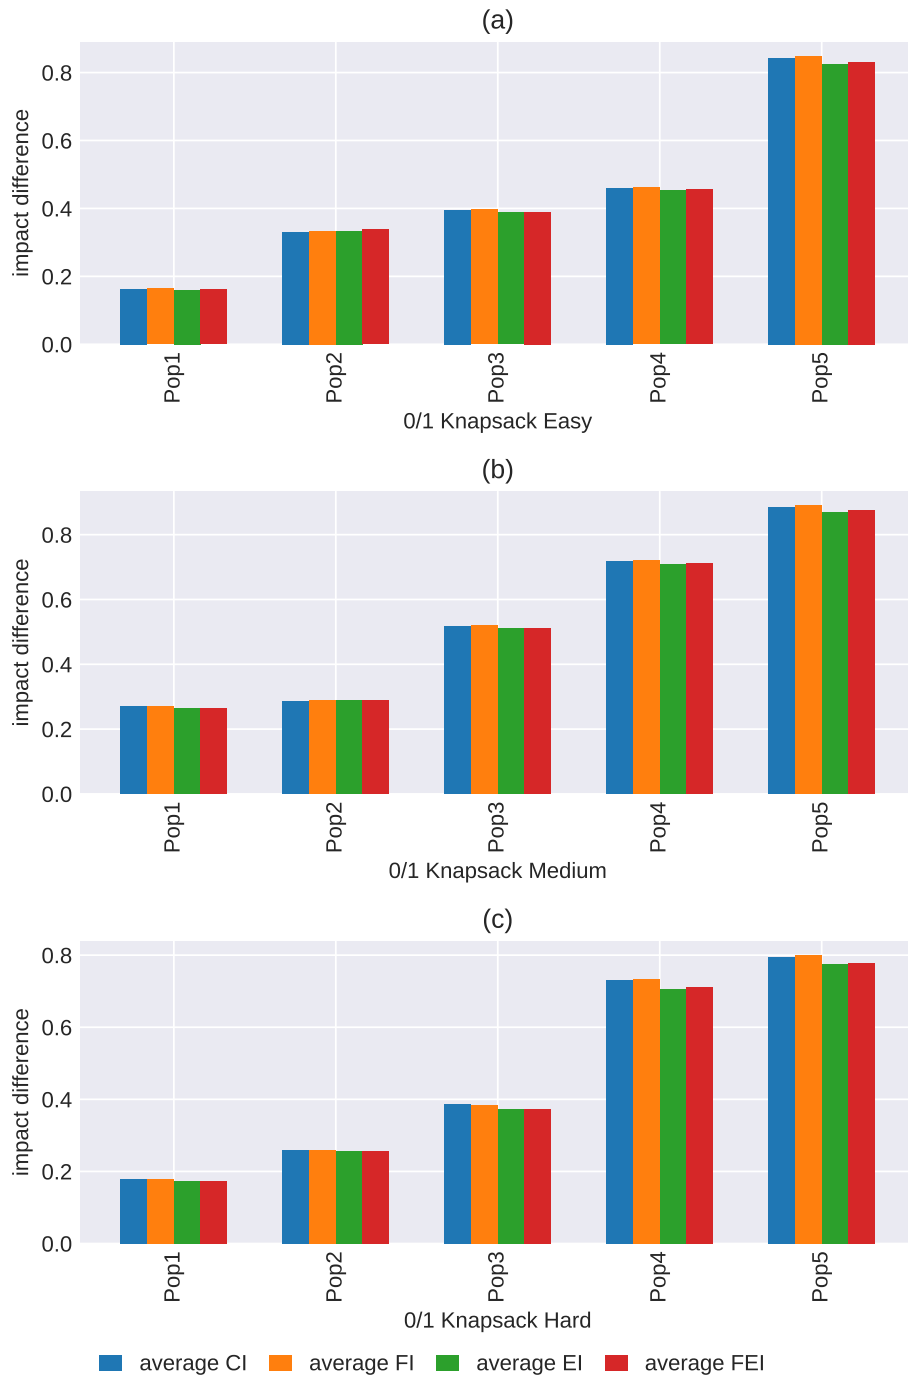 (a)
impact difference
0.8
0.6
0.4
0.2
0.0
Pop1 Pop2 Pop3 Pop4 Pop5
0/1 Knapsack Easy
(b)
impact difference
0.8
0.6
0.4
0.2
0.0
Pop1 Pop2 Pop3 Pop4 Pop5
0/1 Knapsack Medium
(c)
impact difference
0.8
0.6
0.4
0.2
0.0
Pop1 Pop2 Pop3 Pop4 Pop5
0/1 Knapsack Hard
average CI average FI average EI average FEI